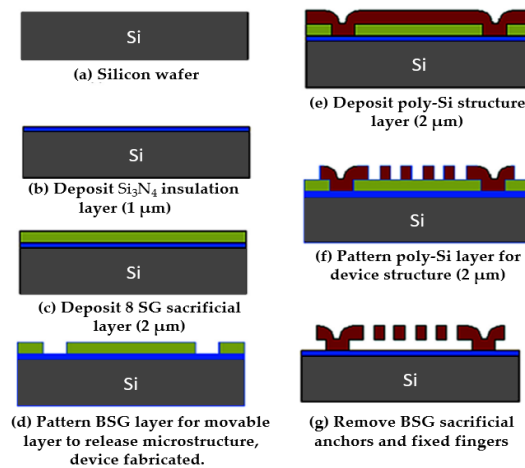 Si
(a) Silicon wafer
Si
(b) Deposit Si₃N₄ insulation
layer (1 μm)
Si
(c) Deposit 8 SG sacrificial
layer (2 μm)
Si
(d) Pattern BSG layer for movable
layer to release microstructure,
device fabricated.
Si
(e) Deposit poly-Si structure
layer (2 μm)
Si
(f) Pattern poly-Si layer for
device structure (2 μm)
Si
(g) Remove BSG sacrificial
anchors and fixed fingers